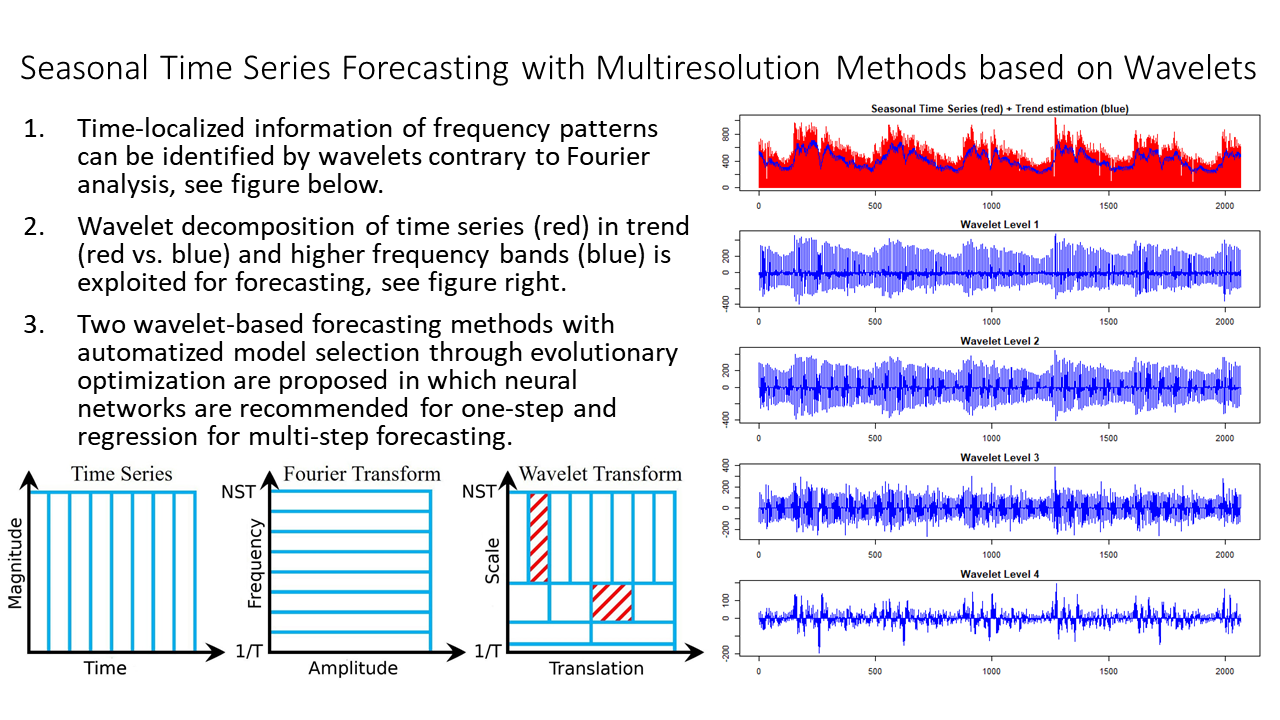 Seasonal Time Series Forecasting with Multiresolution Methods based on Wavelets
1. Time-localized information of frequency patterns
can be identified by wavelets contrary to Fourier
analysis, see figure below.
2. Wavelet decomposition of time series (red) in trend
(red vs. blue) and higher frequency bands (blue) is
exploited for forecasting, see figure right.
3. Two wavelet-based forecasting methods with
automatized model selection through evolutionary
optimization are proposed in which neural
networks are recommended for one-step and
regression for multi-step forecasting.
Time Series
Magnitude
Time
Fourier Transform
NST
Frequency
1/T
Amplitude
Wavelet Transform
NST
Scale
1/T
Translation
Seasonal Time Series (red) + Trend estimation (blue)
800
400
0
0 500 1000 1500 2000
Wavelet Level 1
200
0
-400
0 500 1000 1500 2000
Wavelet Level 2
200
0
-400
0 500 1000 1500 2000
Wavelet Level 3
400
200
0
-200
0 500 1000 1500 2000
Wavelet Level 4
100
0
-200
0 500 1000 1500 2000